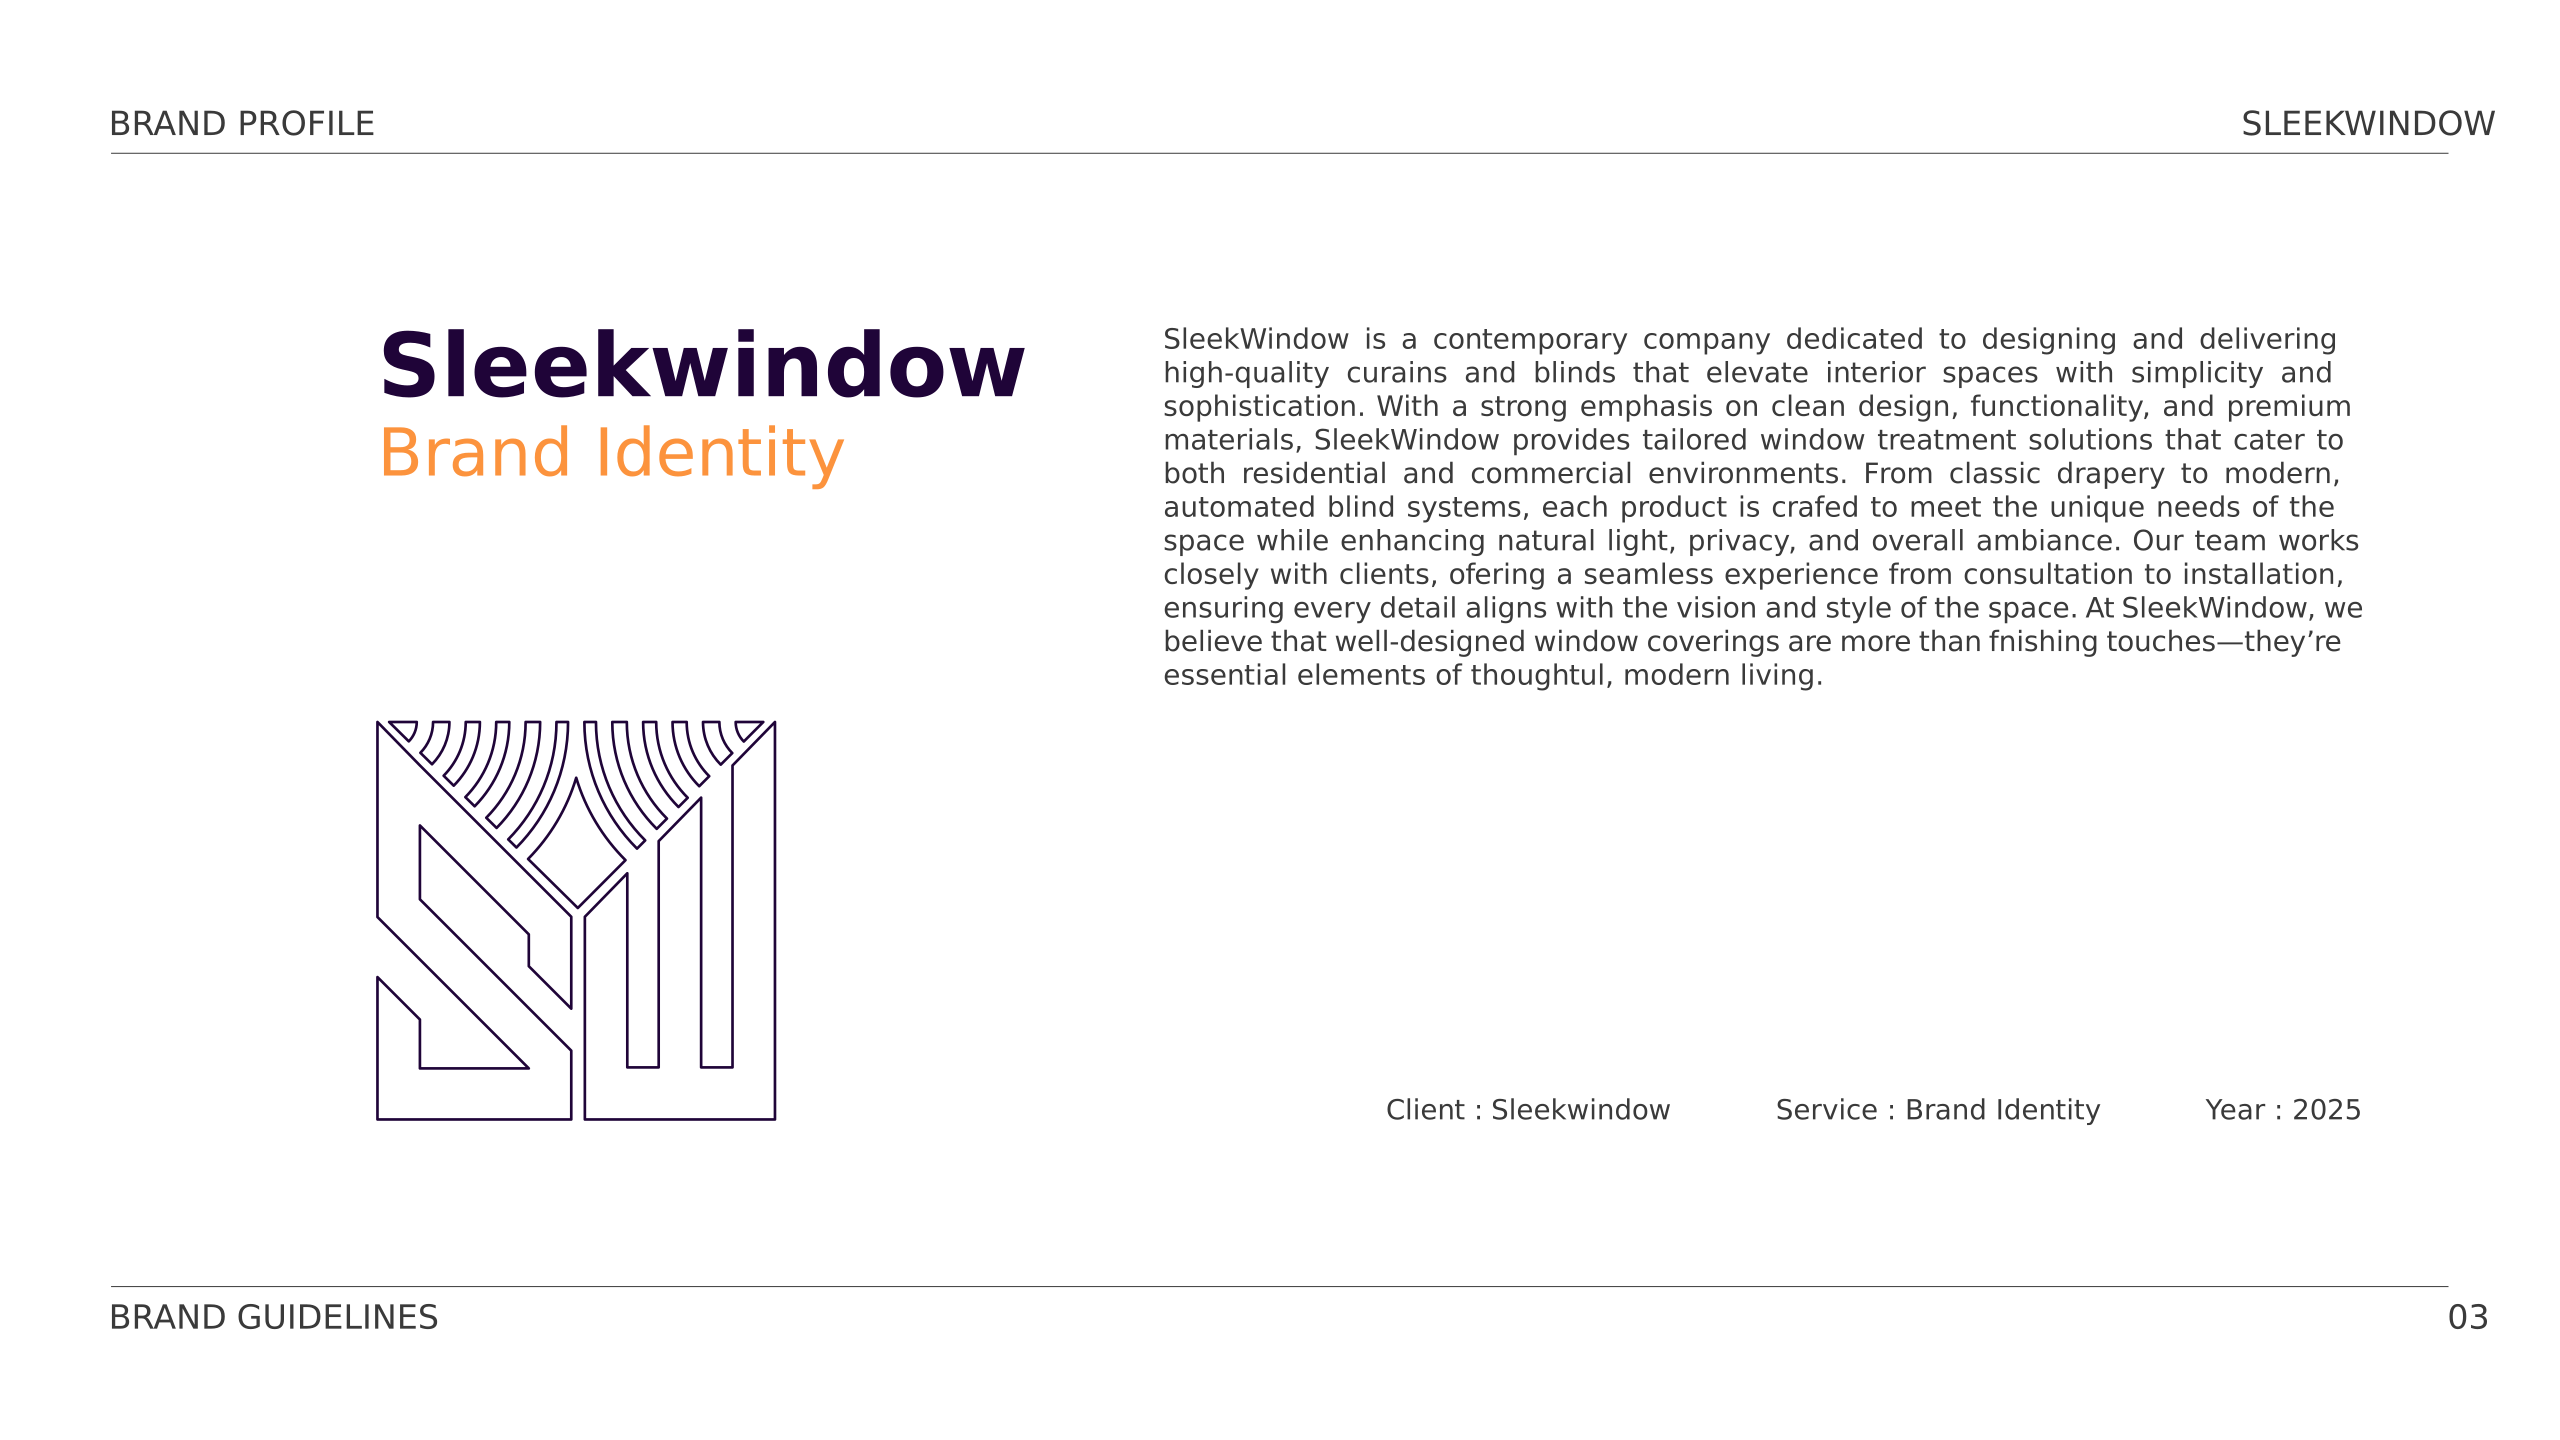 BRAND PROFILE
SLEEKWINDOW
Sleekwindow
Brand Identity
SleekWindow is a contemporary company dedicated to designing and delivering
high-quality curains and blinds that elevate interior spaces with simplicity and
sophistication. With a strong emphasis on clean design, functionality, and premium
materials, SleekWindow provides tailored window treatment solutions that cater to
both residential and commercial environments. From classic drapery to modern,
automated blind systems, each product is crafed to meet the unique needs of the
space while enhancing natural light, privacy, and overall ambiance. Our team works
closely with clients, ofering a seamless experience from consultation to installation,
ensuring every detail aligns with the vision and style of the space. At SleekWindow, we
believe that well-designed window coverings are more than fnishing touches—they’re
essential elements of thoughtul, modern living.
Client : Sleekwindow
Service : Brand Identity
Year : 2025
BRAND GUIDELINES
03